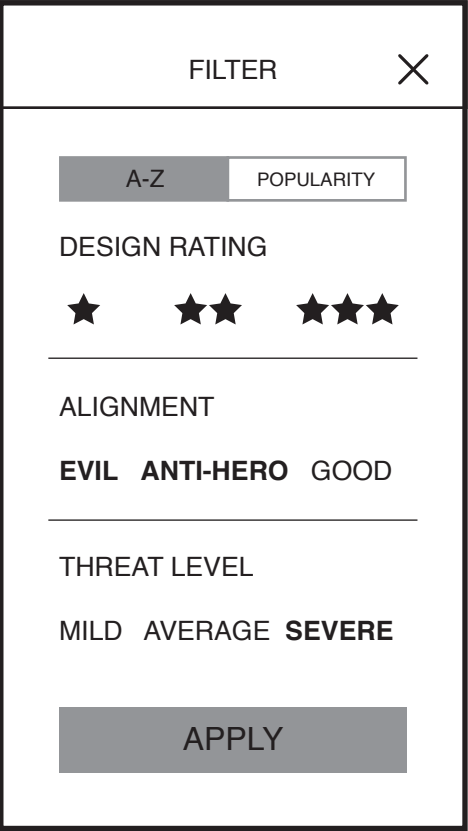 FILTER
A-Z POPULARITY
DESIGN RATING
ALIGNMENT
EVIL ANTI-HERO GOOD
THREAT LEVEL
MILD AVERAGE SEVERE
APPLY